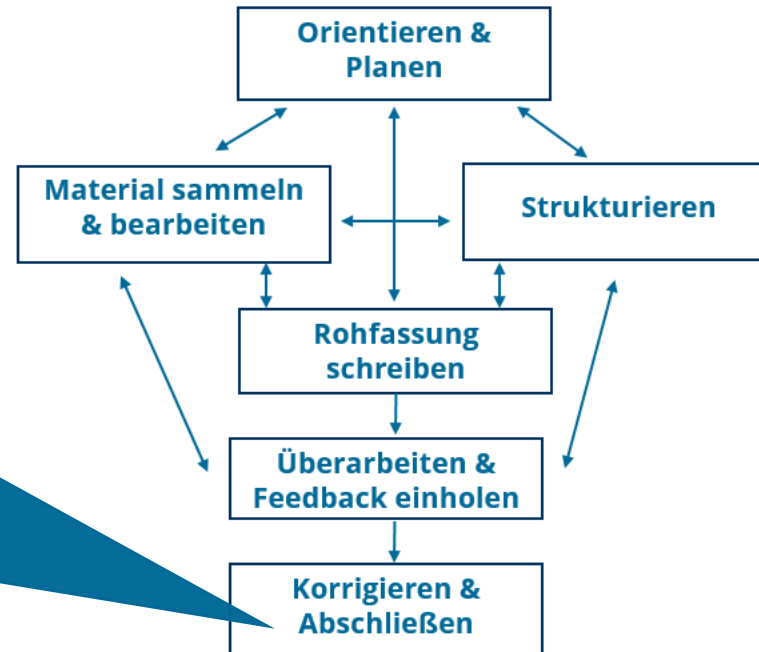 Orientieren &
Planen
Material sammeln
& bearbeiten
Strukturieren
Rohfassung
schreiben
Überarbeiten &
Feedback einholen
Korrigieren &
Abschließen